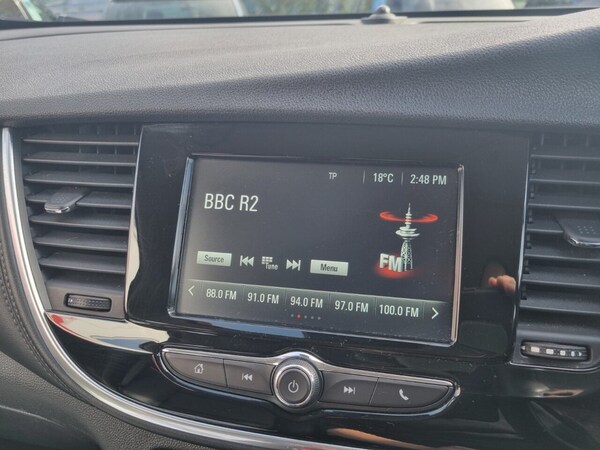 TP 18°C 2:48 PM
BBC R2
FM
Source Tune Menu
88.0 FM 91.0 FM 94.0 FM 97.0 FM 100.0 FM